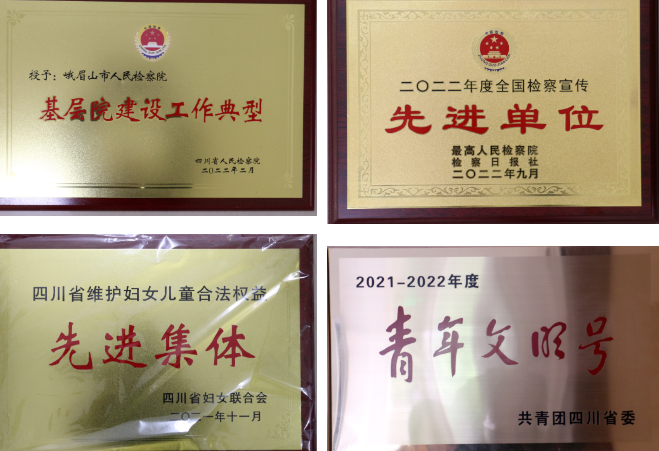 授予：峨眉山市人民检察院
基层院建设工作典型
四川省人民检察院
二〇二二年二月
二〇二二年度全国检察宣传
先进单位
最高人民检察院
检察日报社
二〇二二年九月
四川省维护妇女儿童合法权益
先进集体
四川省妇女联合会
二〇二一年十一月
2021-2022年度
青年文明号
共青团四川省委